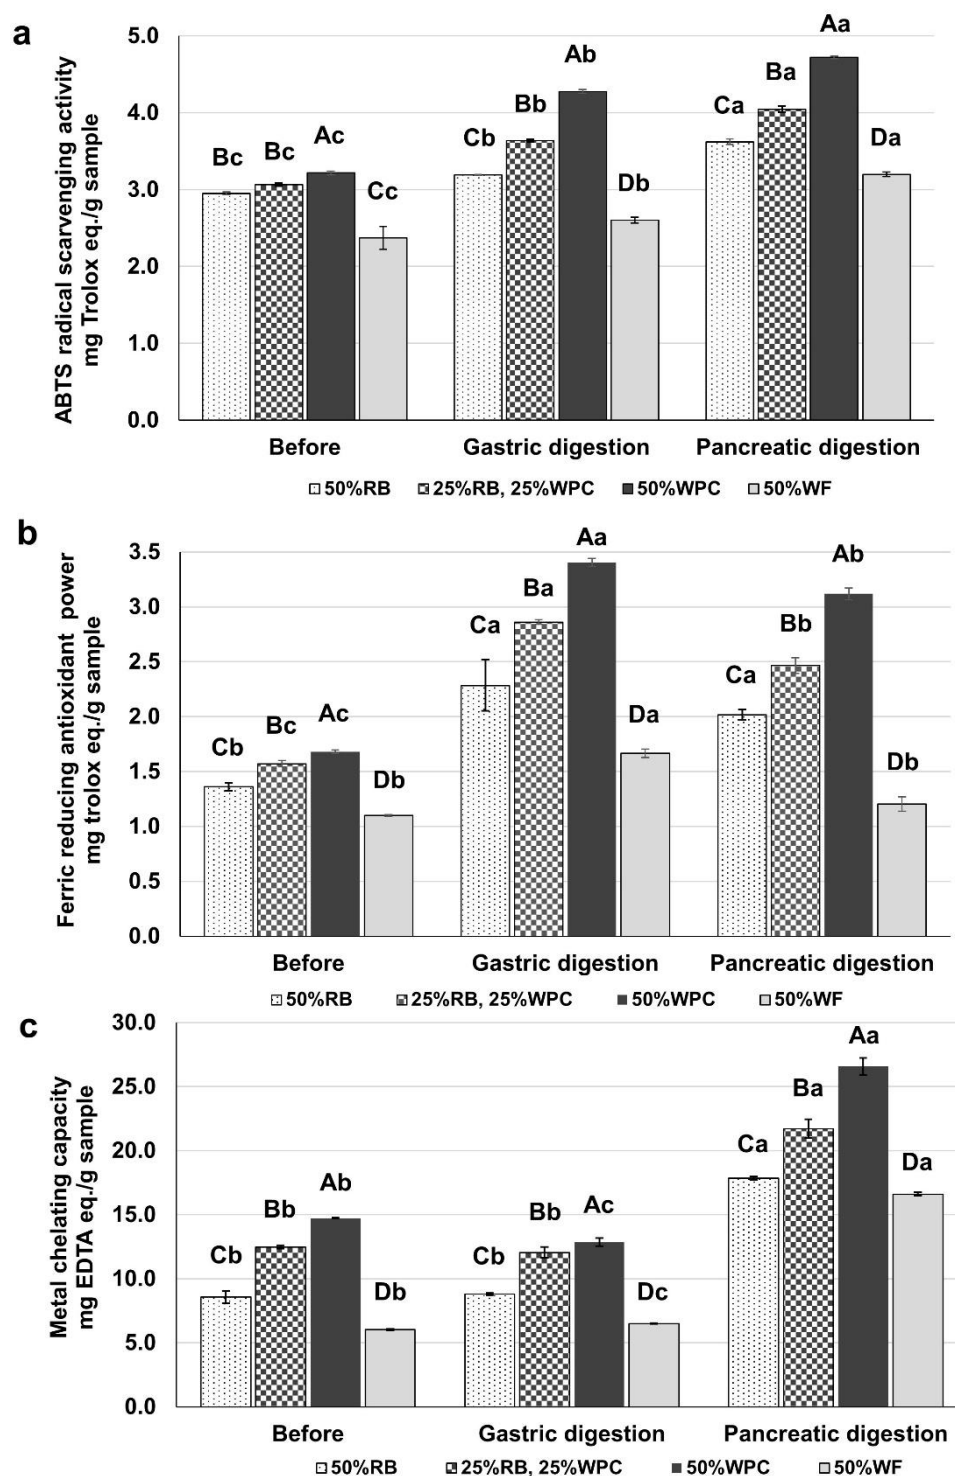 a
ABTS radical scarvenging activity
mg Trolox eq./g sample
5.0
4.0
3.0
2.0
1.0
0.0
Bc Bc Ac Cc
Cb Bb Ab Db
Ca Ba Aa Da
Before Gastric digestion Pancreatic digestion
50%RB 25%RB, 25%WPC 50%WPC 50%WF
b
Ferric reducing antioxidant power
mg trolox eq./g sample
3.5
3.0
2.5
2.0
1.5
1.0
0.5
0.0
Cb Bc Ac Db
Ca Ba Aa Da
Ca Bb Ab Db
Before Gastric digestion Pancreatic digestion
50%RB 25%RB, 25%WPC 50%WPC 50%WF
c
Metal chelating capacity
mg EDTA eq./g sample
30.0
25.0
20.0
15.0
10.0
5.0
0.0
Cb Bb Ab Db
Cb Bb Ac Dc
Ca Ba Aa Da
Before Gastric digestion Pancreatic digestion
50%RB 25%RB, 25%WPC 50%WPC 50%WF